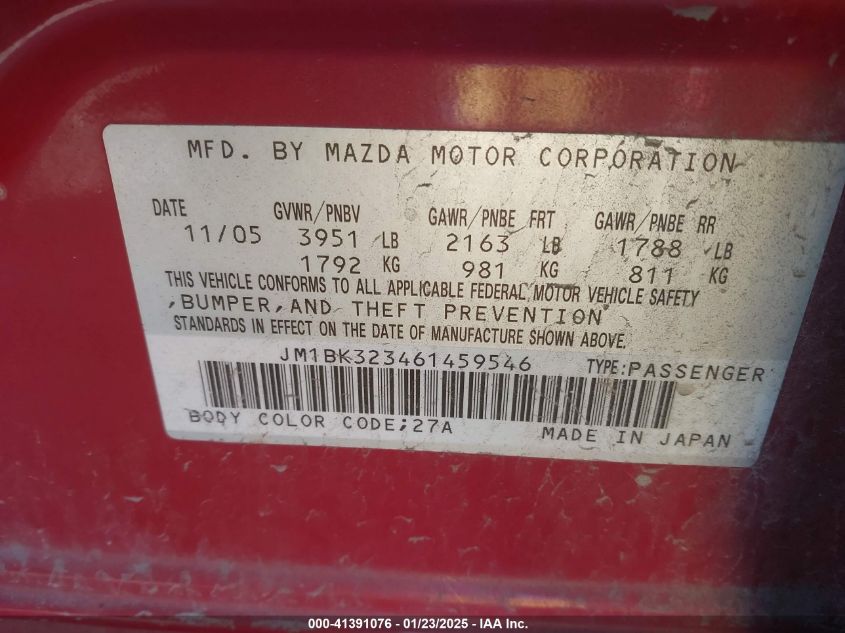 MFD. BY MAZDA MOTOR CORPORATION
DATE GVWR/PNBV GAWR/PNBE FRT GAWR/PNBE RR
11/05 3951 LB 2163 LB 1788 LB
1792 KG 981 KG 811 KG
THIS VEHICLE CONFORMS TO ALL APPLICABLE FEDERAL MOTOR VEHICLE SAFETY
,BUMPER,AND THEFT PREVENTION
STANDARDS IN EFFECT ON THE DATE OF MANUFACTURE SHOWN ABOVE.
JM1BK323461459546 TYPE:PASSENGER
BODY COLOR CODE;27A
MADE IN JAPAN
000-41391076 - 01/23/2025 - IAA Inc.